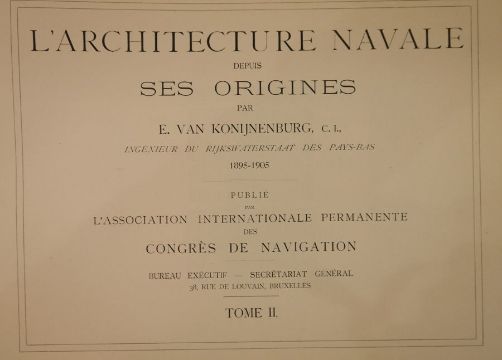 L'ARCHITECTURE NAVALE
DEPUIS
SES ORIGINES
PAR
E. VAN KONIJNENBURG, C. I.,
INGÉNIEUR DU RIJKSWATERSTAAT DES PAYS-BAS
1895-1905
PUBLIÉ
PAR
L'ASSOCIATION INTERNATIONALE PERMANENTE
DES
CONGRÈS DE NAVIGATION
BUREAU EXÉCUTIF — SECRÉTARIAT GÉNÉRAL
38, RUE DE LOUVAIN, BRUXELLES
TOME II.